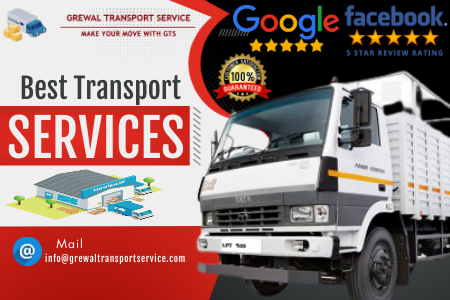 GREWAL TRANSPORT SERVICE
MAKE YOUR MOVE WITH GTS
Google
facebook.
5 STAR REVIEW RATING
100%
GUARANTEED
Best Transport
SERVICES
TATA
LPT 909
@
Mail
info@grewaltransportservice.com